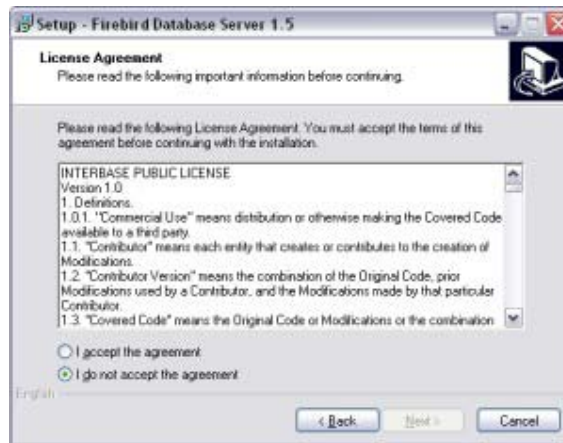 Setup - Firebird Database Server 1.5
License Agreement
Please read the following important information before continuing.
Please read the following License Agreement. You must accept the terms of this
agreement before continuing with the installation.
INTERBASE PUBLIC LICENSE
Version 1.0
1. Definitions.
1.0.1. "Commercial Use" means distribution or otherwise making the Covered Code
available to a third party.
1.1. "Contributor" means each entity that creates or contributes to the creation of
Modifications.
1.2. "Contributor Version" means the combination of the Original Code, prior
Modifications used by a Contributor, and the Modifications made by that particular
Contributor.
1.3. "Covered Code" means the Original Code or Modifications or the combination
I accept the agreement
I do not accept the agreement
English
< Back
Next >
Cancel